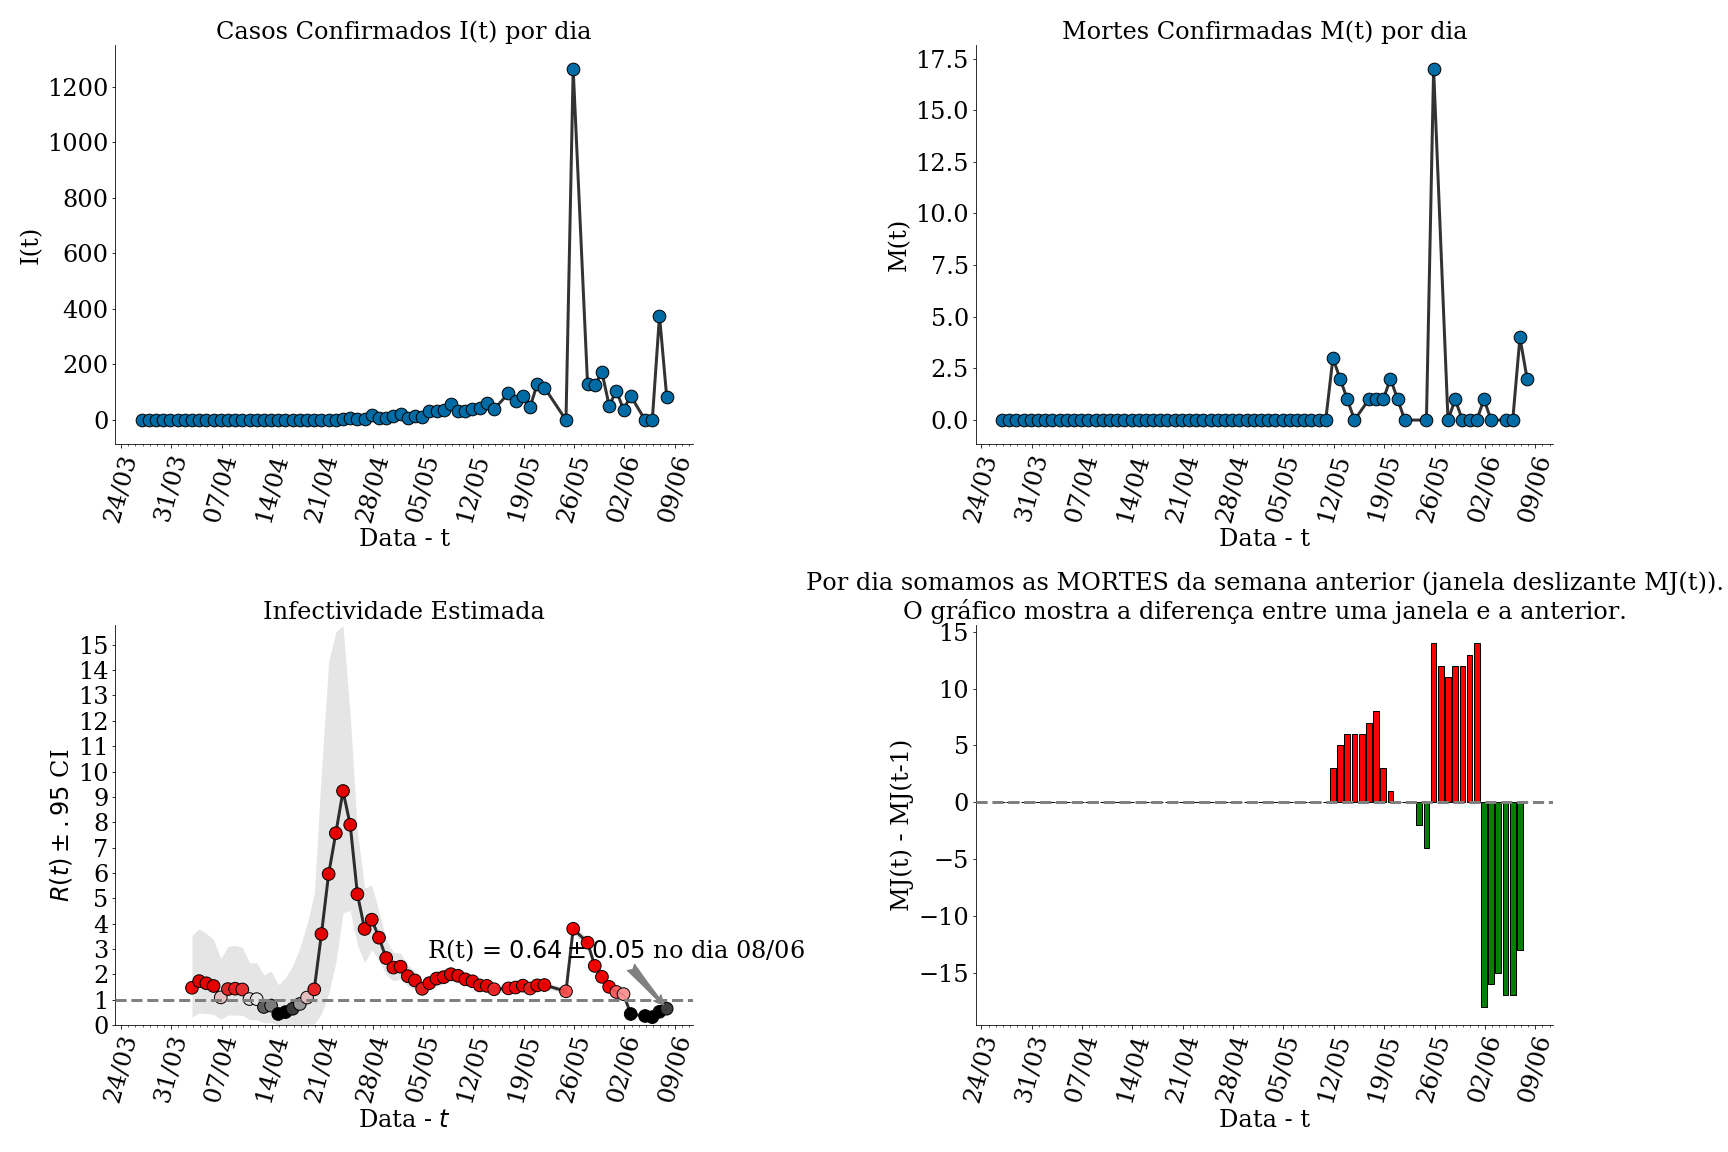 Casos Confirmados I(t) por dia
I(t)
1200
1000
800
600
400
200
0
24/03 31/03 07/04 14/04 21/04 28/04 05/05 12/05 19/05 26/05 02/06 09/06
Data - t
Mortes Confirmadas M(t) por dia
M(t)
17.5
15.0
12.5
10.0
7.5
5.0
2.5
0.0
24/03 31/03 07/04 14/04 21/04 28/04 05/05 12/05 19/05 26/05 02/06 09/06
Data - t
Infectividade Estimada
R(t) ± .95 CI
15
14
13
12
11
10
9
8
7
6
5
4
3
2
1
0
R(t) = 0.64 ± 0.05 no dia 08/06
24/03 31/03 07/04 14/04 21/04 28/04 05/05 12/05 19/05 26/05 02/06 09/06
Data - t
Por dia somamos as MORTES da semana anterior (janela deslizante MJ(t)).
O gráfico mostra a diferença entre uma janela e a anterior.
MJ(t) - MJ(t-1)
15
10
5
0
−5
−10
−15
24/03 31/03 07/04 14/04 21/04 28/04 05/05 12/05 19/05 26/05 02/06 09/06
Data - t